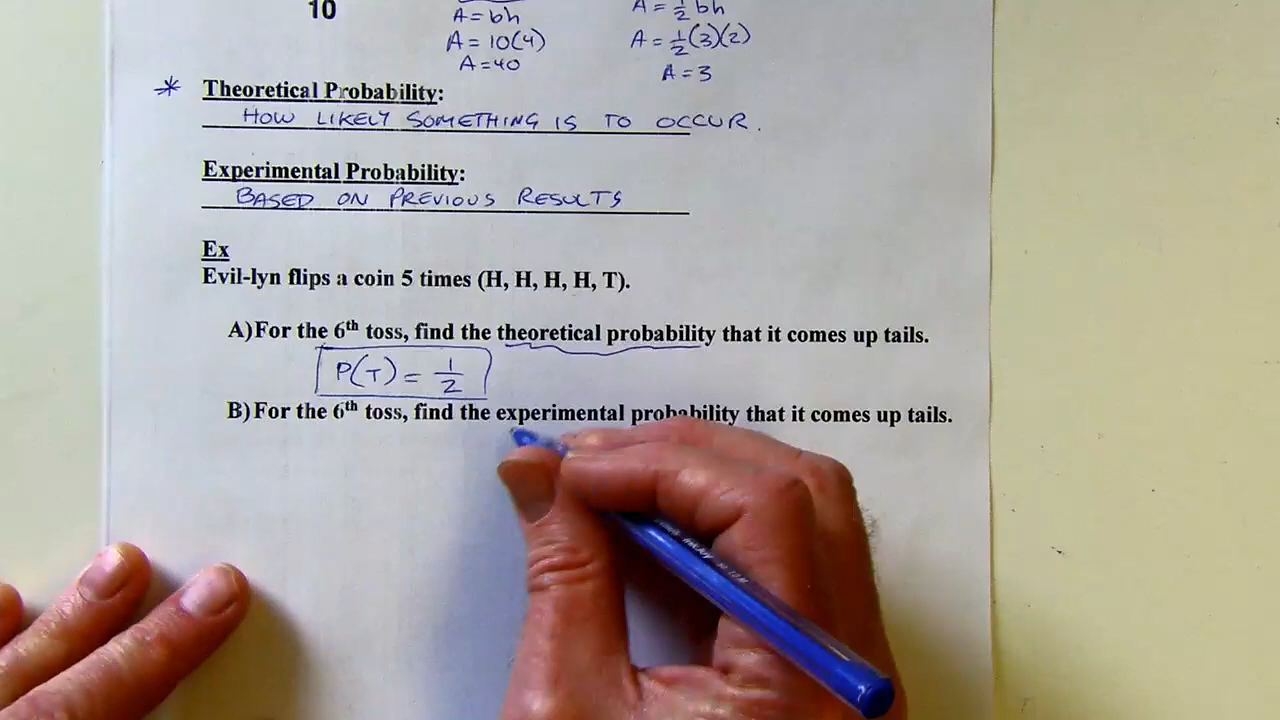 10
A = bh
A = 1/2 bh
A = 10(4)
A = 1/2 (3)(2)
A = 40
A = 3
* Theoretical Probability:
HOW LIKELY SOMETHING IS TO OCCUR.
Experimental Probability:
BASED ON PREVIOUS RESULTS
Ex
Evil-lyn flips a coin 5 times (H, H, H, H, T).
A)For the 6th toss, find the theoretical probability that it comes up tails.
P(T) = 1/2
B)For the 6th toss, find the experimental probability that it comes up tails.